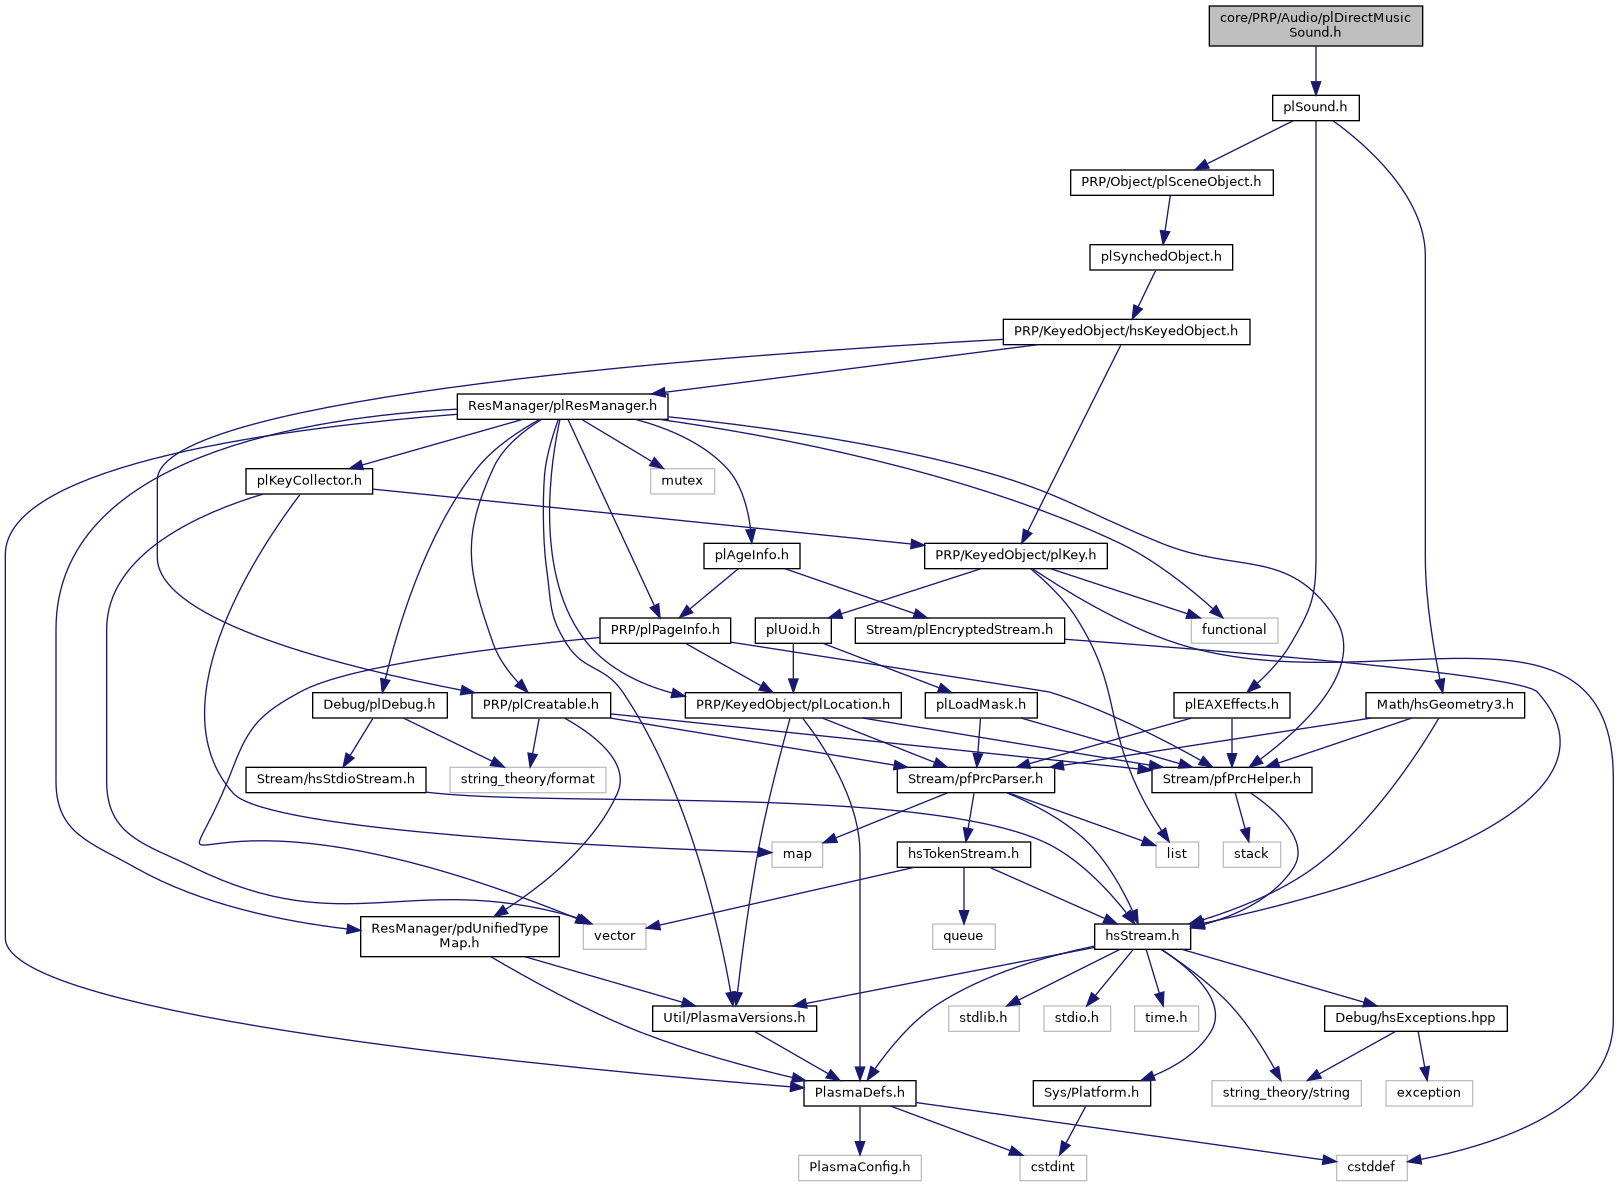 core/PRP/Audio/plDirectMusic
Sound.h
plSound.h
PRP/Object/plSceneObject.h
plSynchedObject.h
PRP/KeyedObject/hsKeyedObject.h
ResManager/plResManager.h
plKeyCollector.h
mutex
plAgeInfo.h
PRP/KeyedObject/plKey.h
PRP/plPageInfo.h
plUoid.h
Stream/plEncryptedStream.h
functional
Debug/plDebug.h
PRP/plCreatable.h
PRP/KeyedObject/plLocation.h
plLoadMask.h
plEAXEffects.h
Math/hsGeometry3.h
Stream/hsStdioStream.h
string_theory/format
Stream/pfPrcParser.h
Stream/pfPrcHelper.h
map
hsTokenStream.h
list
stack
ResManager/pdUnifiedType
Map.h
vector
queue
hsStream.h
Util/PlasmaVersions.h
stdlib.h
stdio.h
time.h
Debug/hsExceptions.hpp
PlasmaDefs.h
Sys/Platform.h
string_theory/string
exception
PlasmaConfig.h
cstdint
cstddef